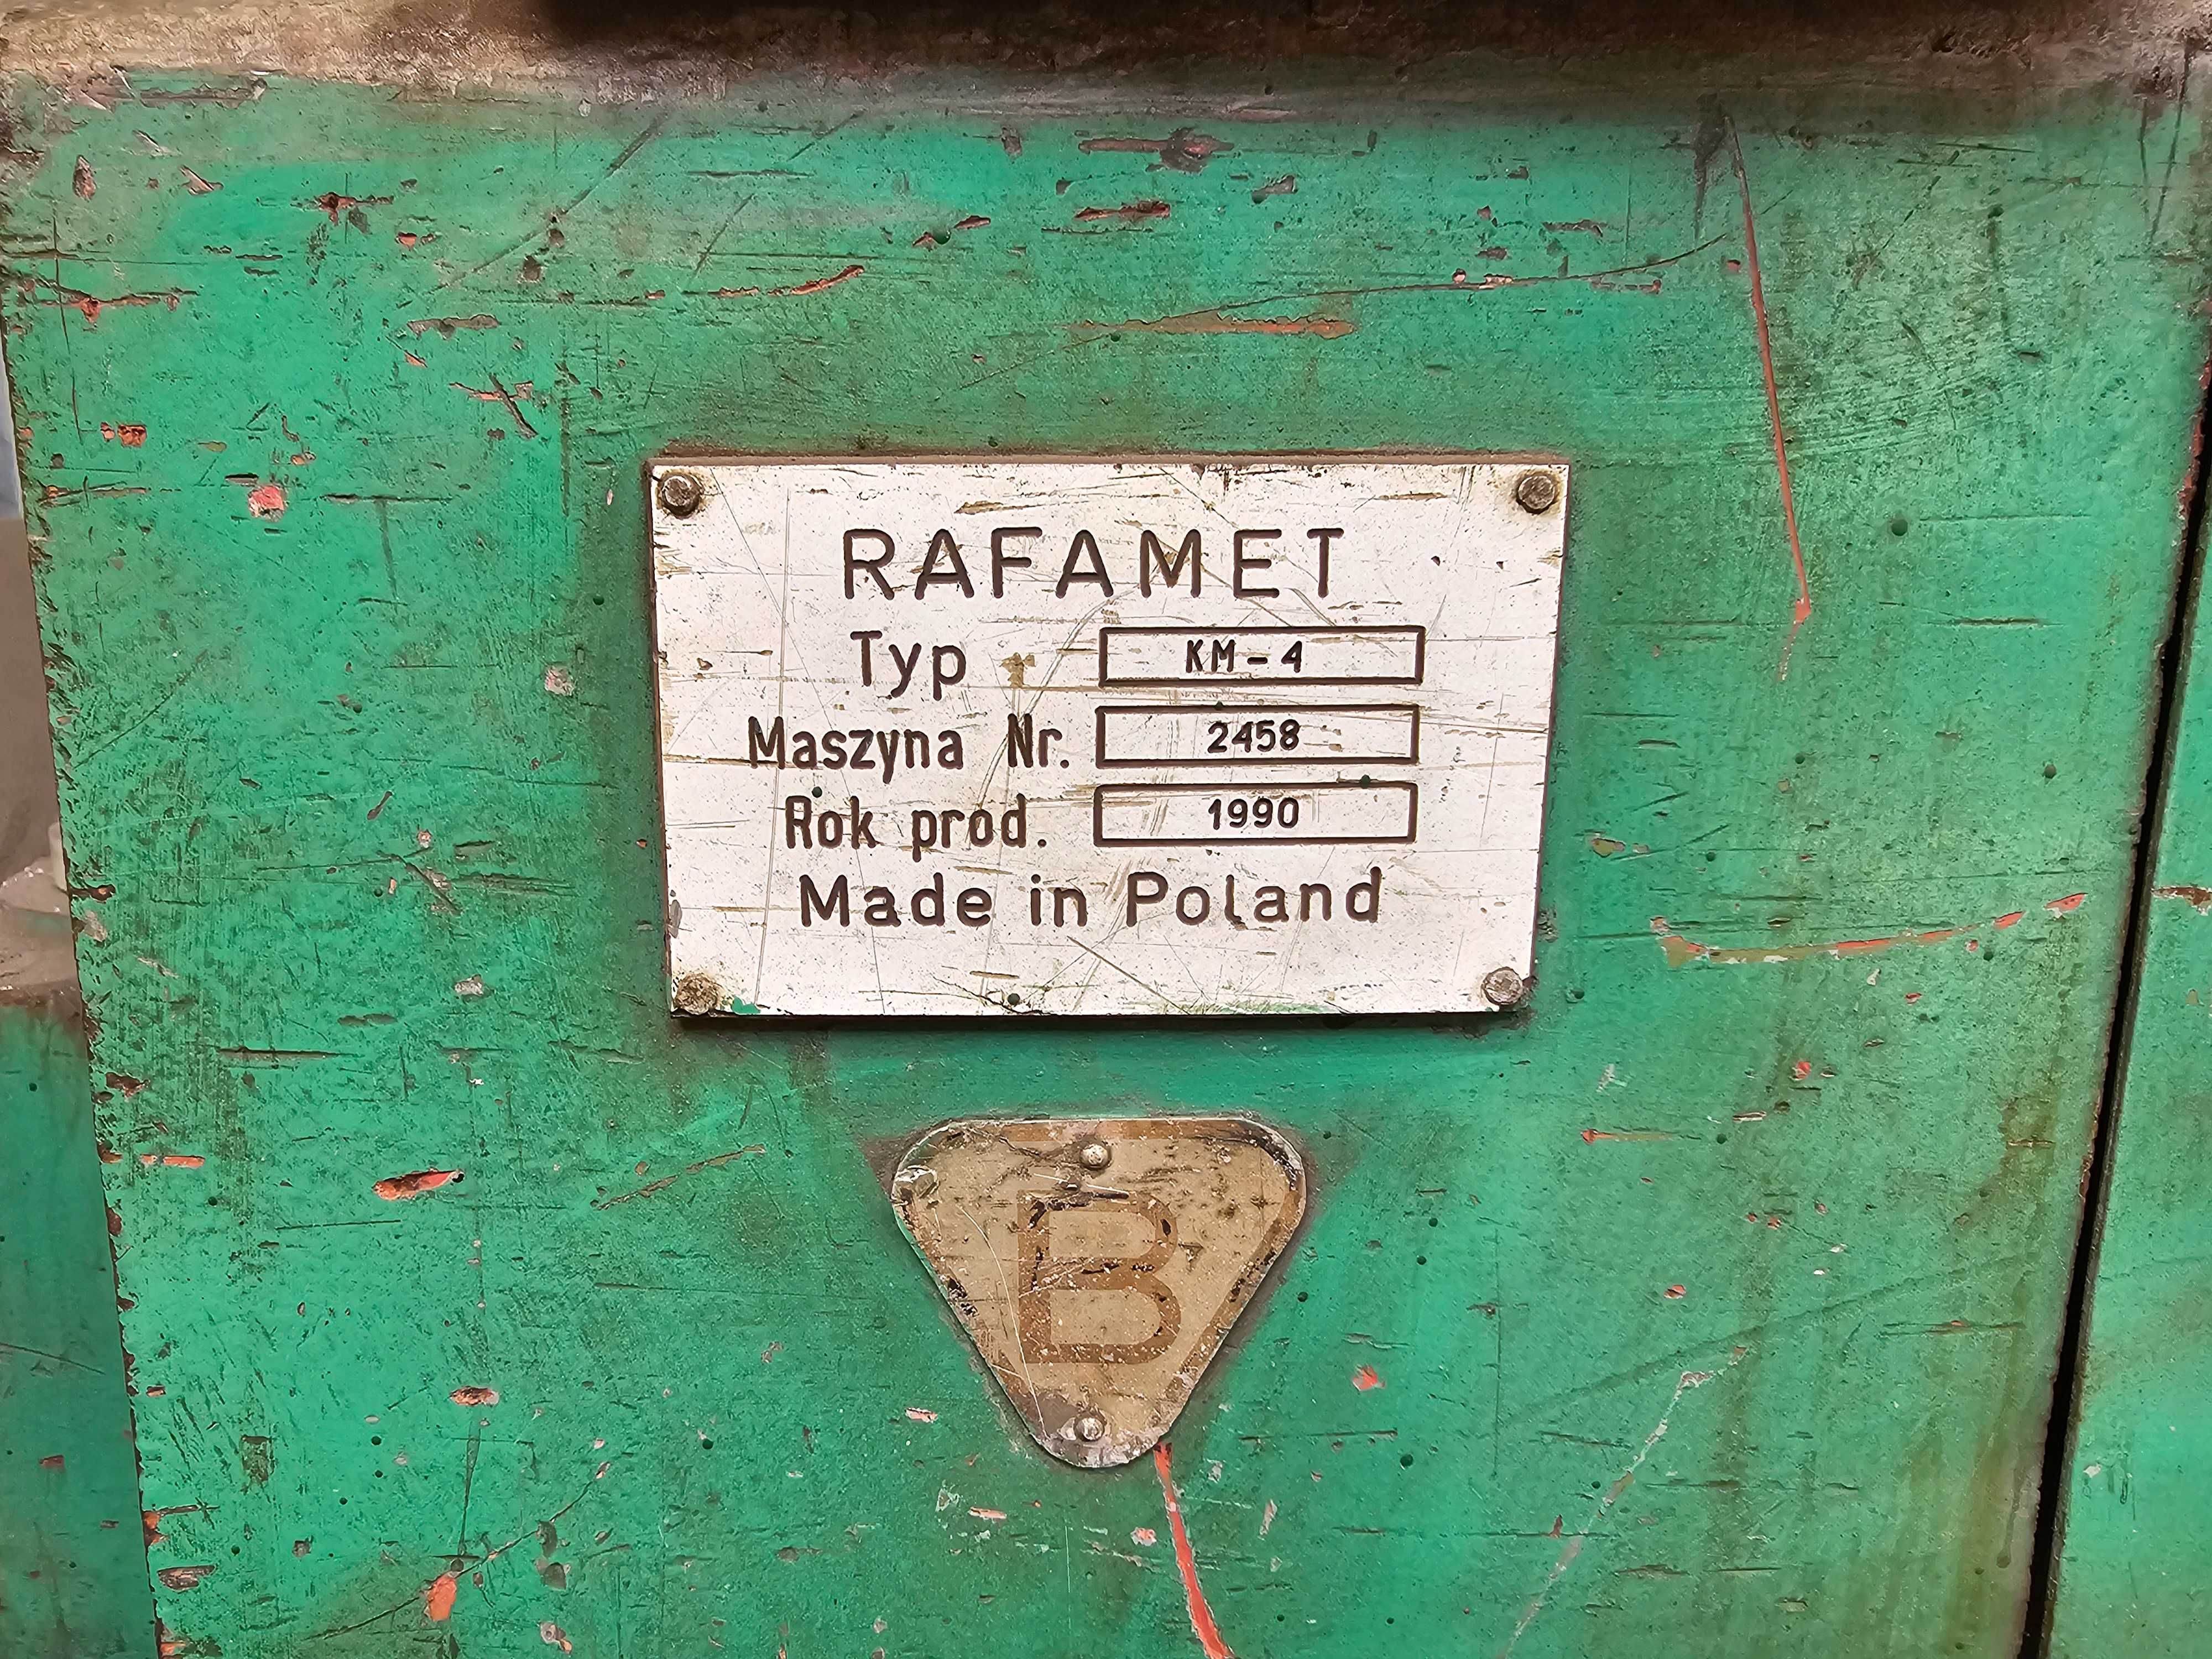 RAFAMET
Typ KM-4
Maszyna Nr. 2458
Rok prod. 1990
Made in Poland
B